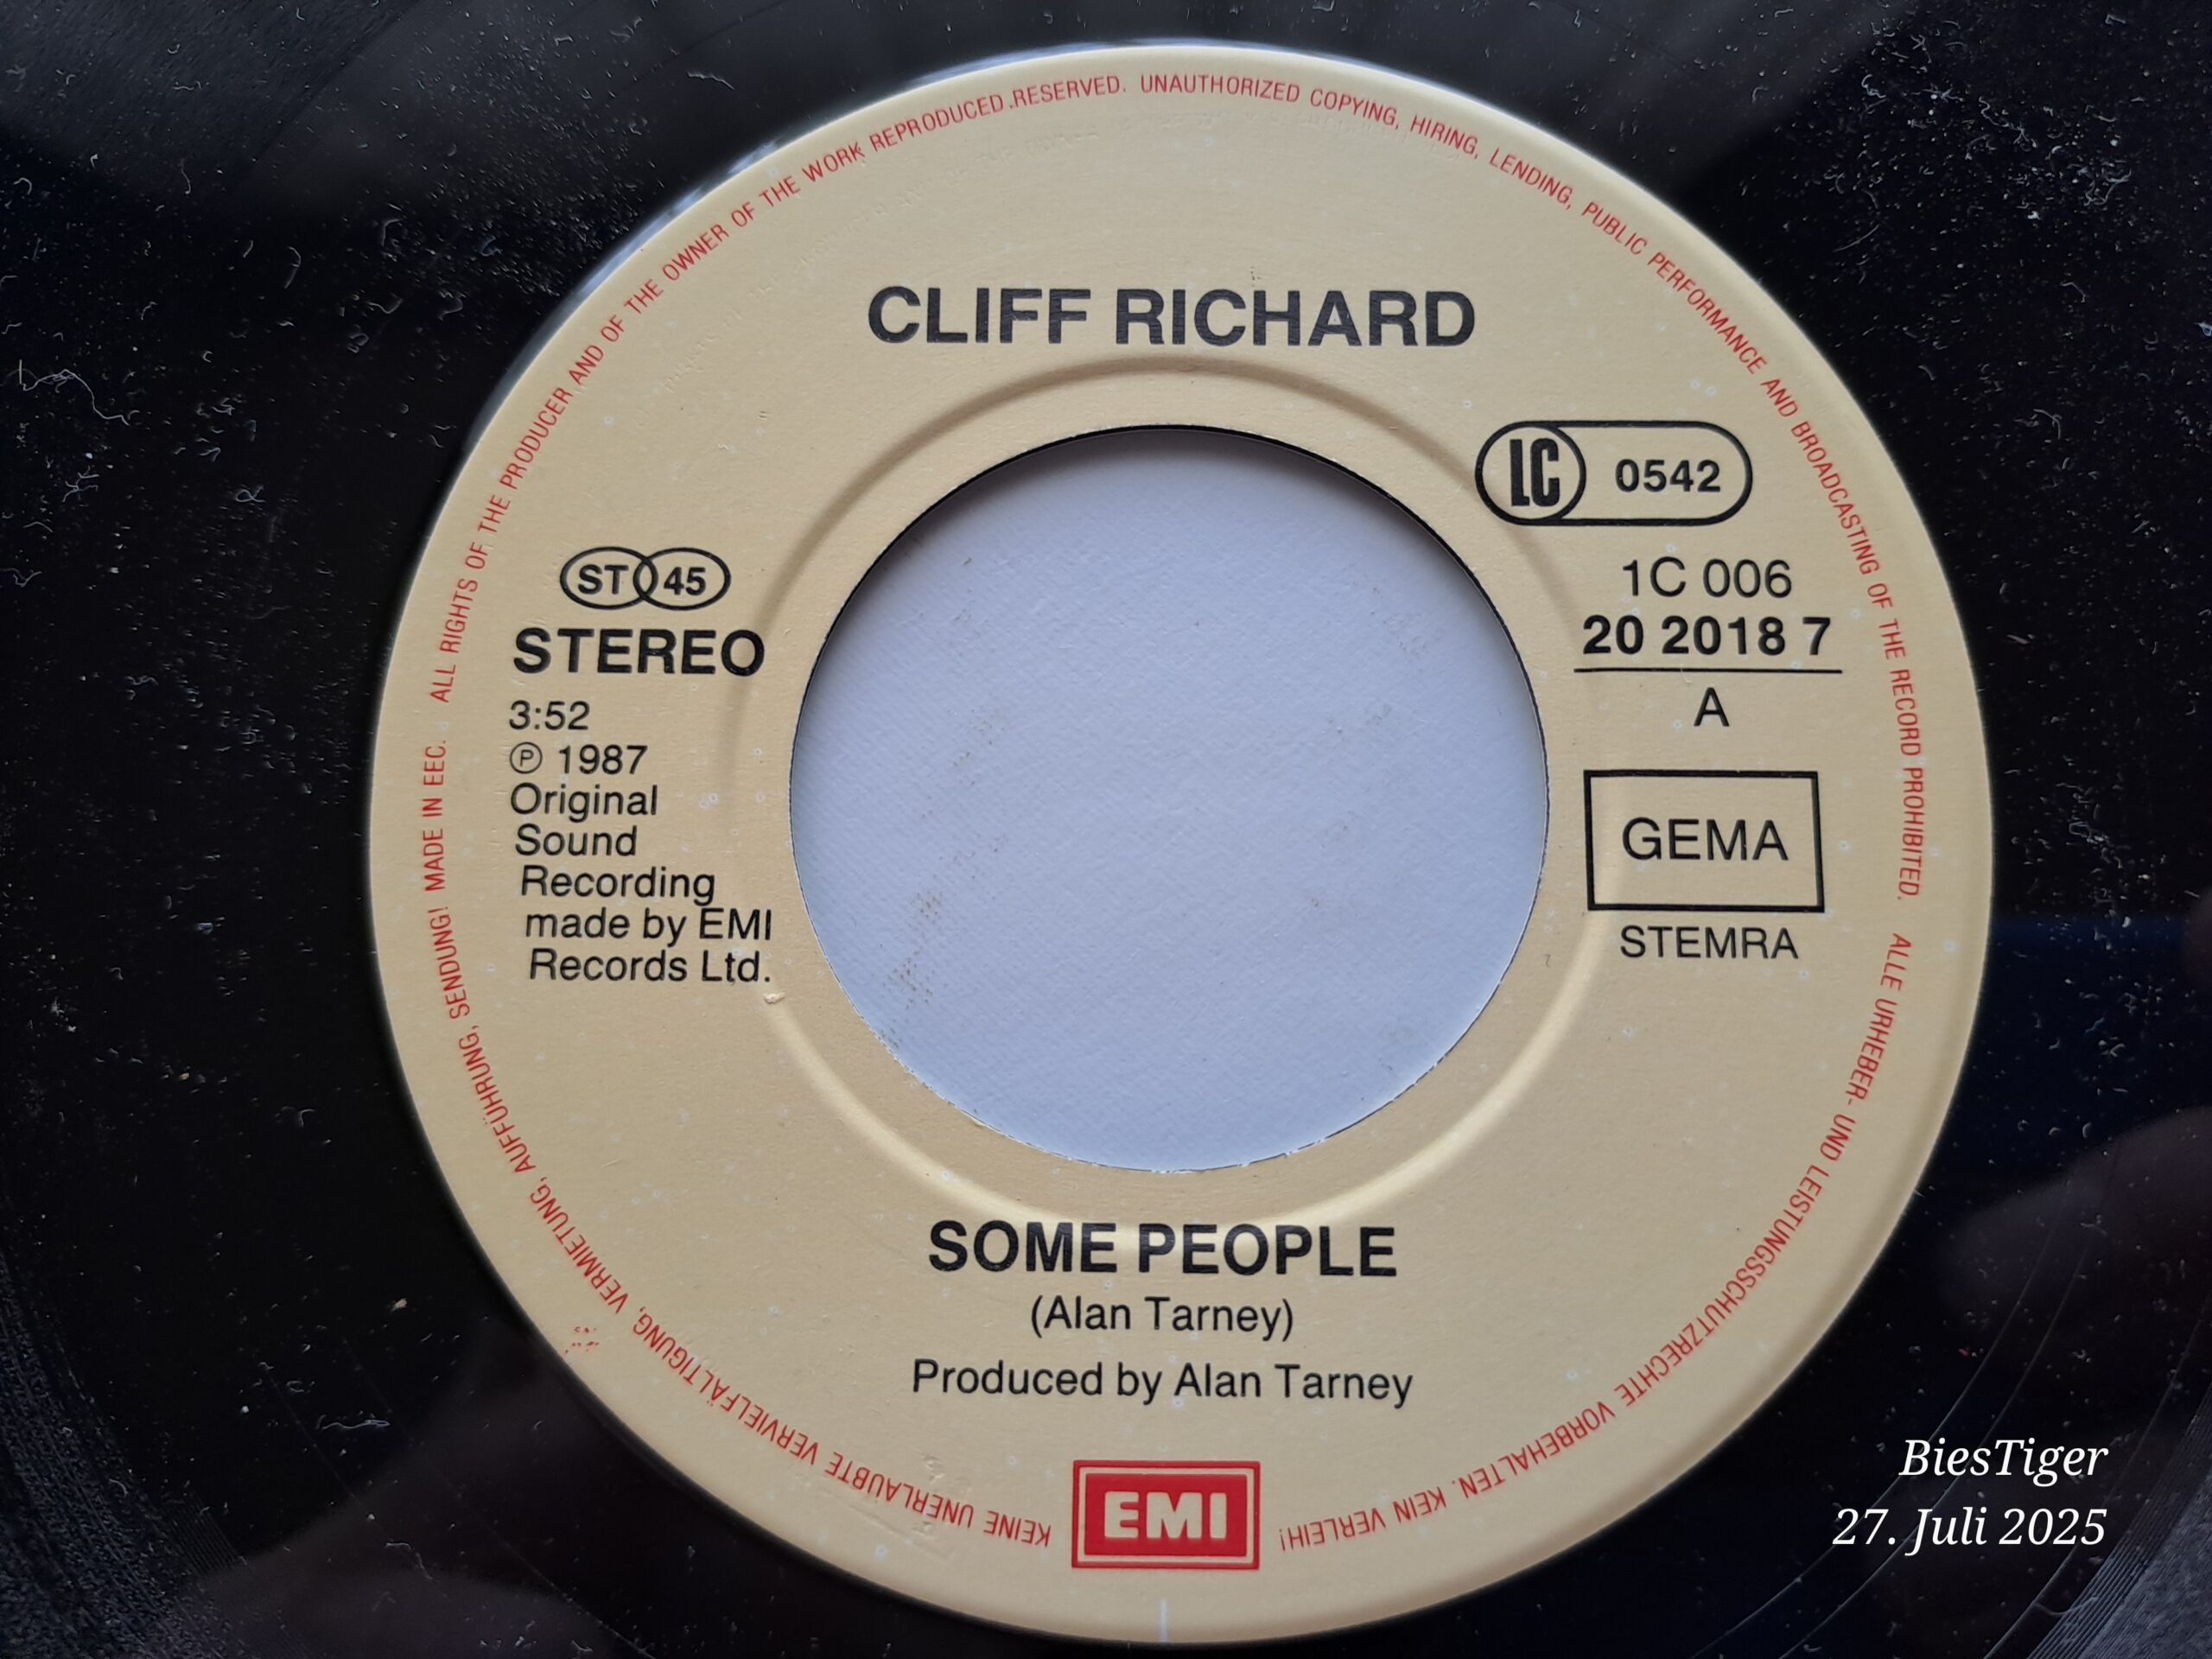 ALL RIGHTS OF THE PRODUCER AND OF THE OWNER OF THE WORK REPRODUCED.RESERVED. UNAUTHORIZED COPYING, HIRING, LENDING, PUBLIC PERFORMANCE AND BROADCASTING OF THE RECORD PROHIBITED.
CLIFF RICHARD
LC 0542
ST 45
STEREO
3:52
℗ 1987
Original
Sound
Recording
made by EMI
Records Ltd.
1C 006
20 2018 7
A
GEMA
STEMRA
SOME PEOPLE
(Alan Tarney)
Produced by Alan Tarney
EMI
ALLE URHEBER- UND LEISTUNGSSCHUTZRECHTE VORBEHALTEN. KEIN VERLEIH!
KEINE UNERLAUBTE VERVIELFÄLTIGUNG, VERMIETUNG, AUFFÜHRUNG, SENDUNG! MADE IN EEC.
BiesTiger
27. Juli 2025